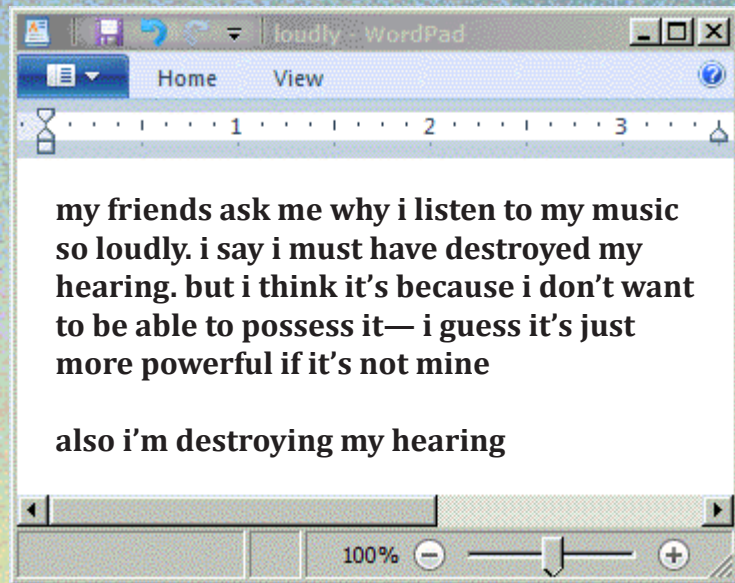 loudly - WordPad
Home View
1 2 3
my friends ask me why i listen to my music
so loudly. i say i must have destroyed my
hearing. but i think it’s because i don’t want
to be able to possess it— i guess it’s just
more powerful if it’s not mine
also i’m destroying my hearing
100%